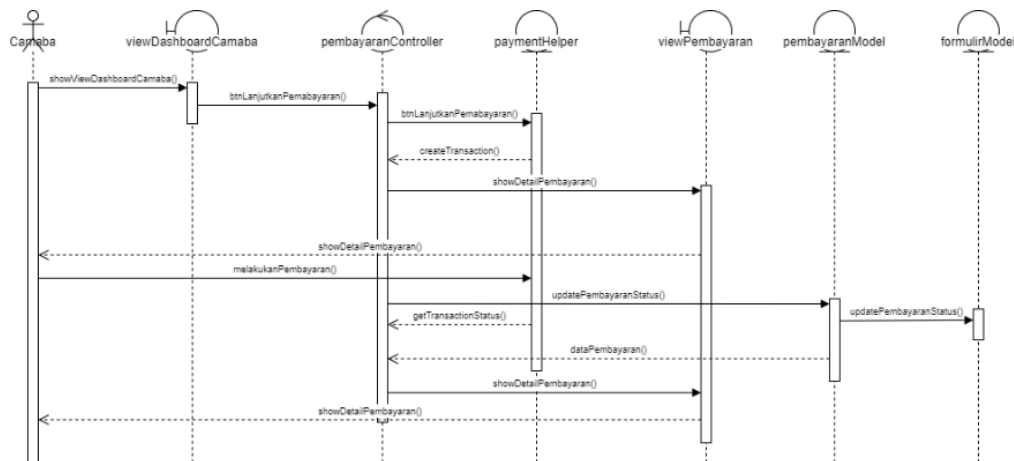 Camaba
viewDashboardCamaba
pembayaranController
paymentHelper
viewPembayaran
pembayaranModel
formulirModel
showViewDashboardCamaba()
btnLanjutkanPemabayaran()
btnLanjutkanPemabayaran()
createTransaction()
showDetailPembayaran()
showDetailPembayaran()
melakukanPembayaran()
updatePembayaranStatus()
updatePembayaranStatus()
getTransactionStatus()
dataPembayaran()
showDetailPembayaran()
showDetailPembayaran()